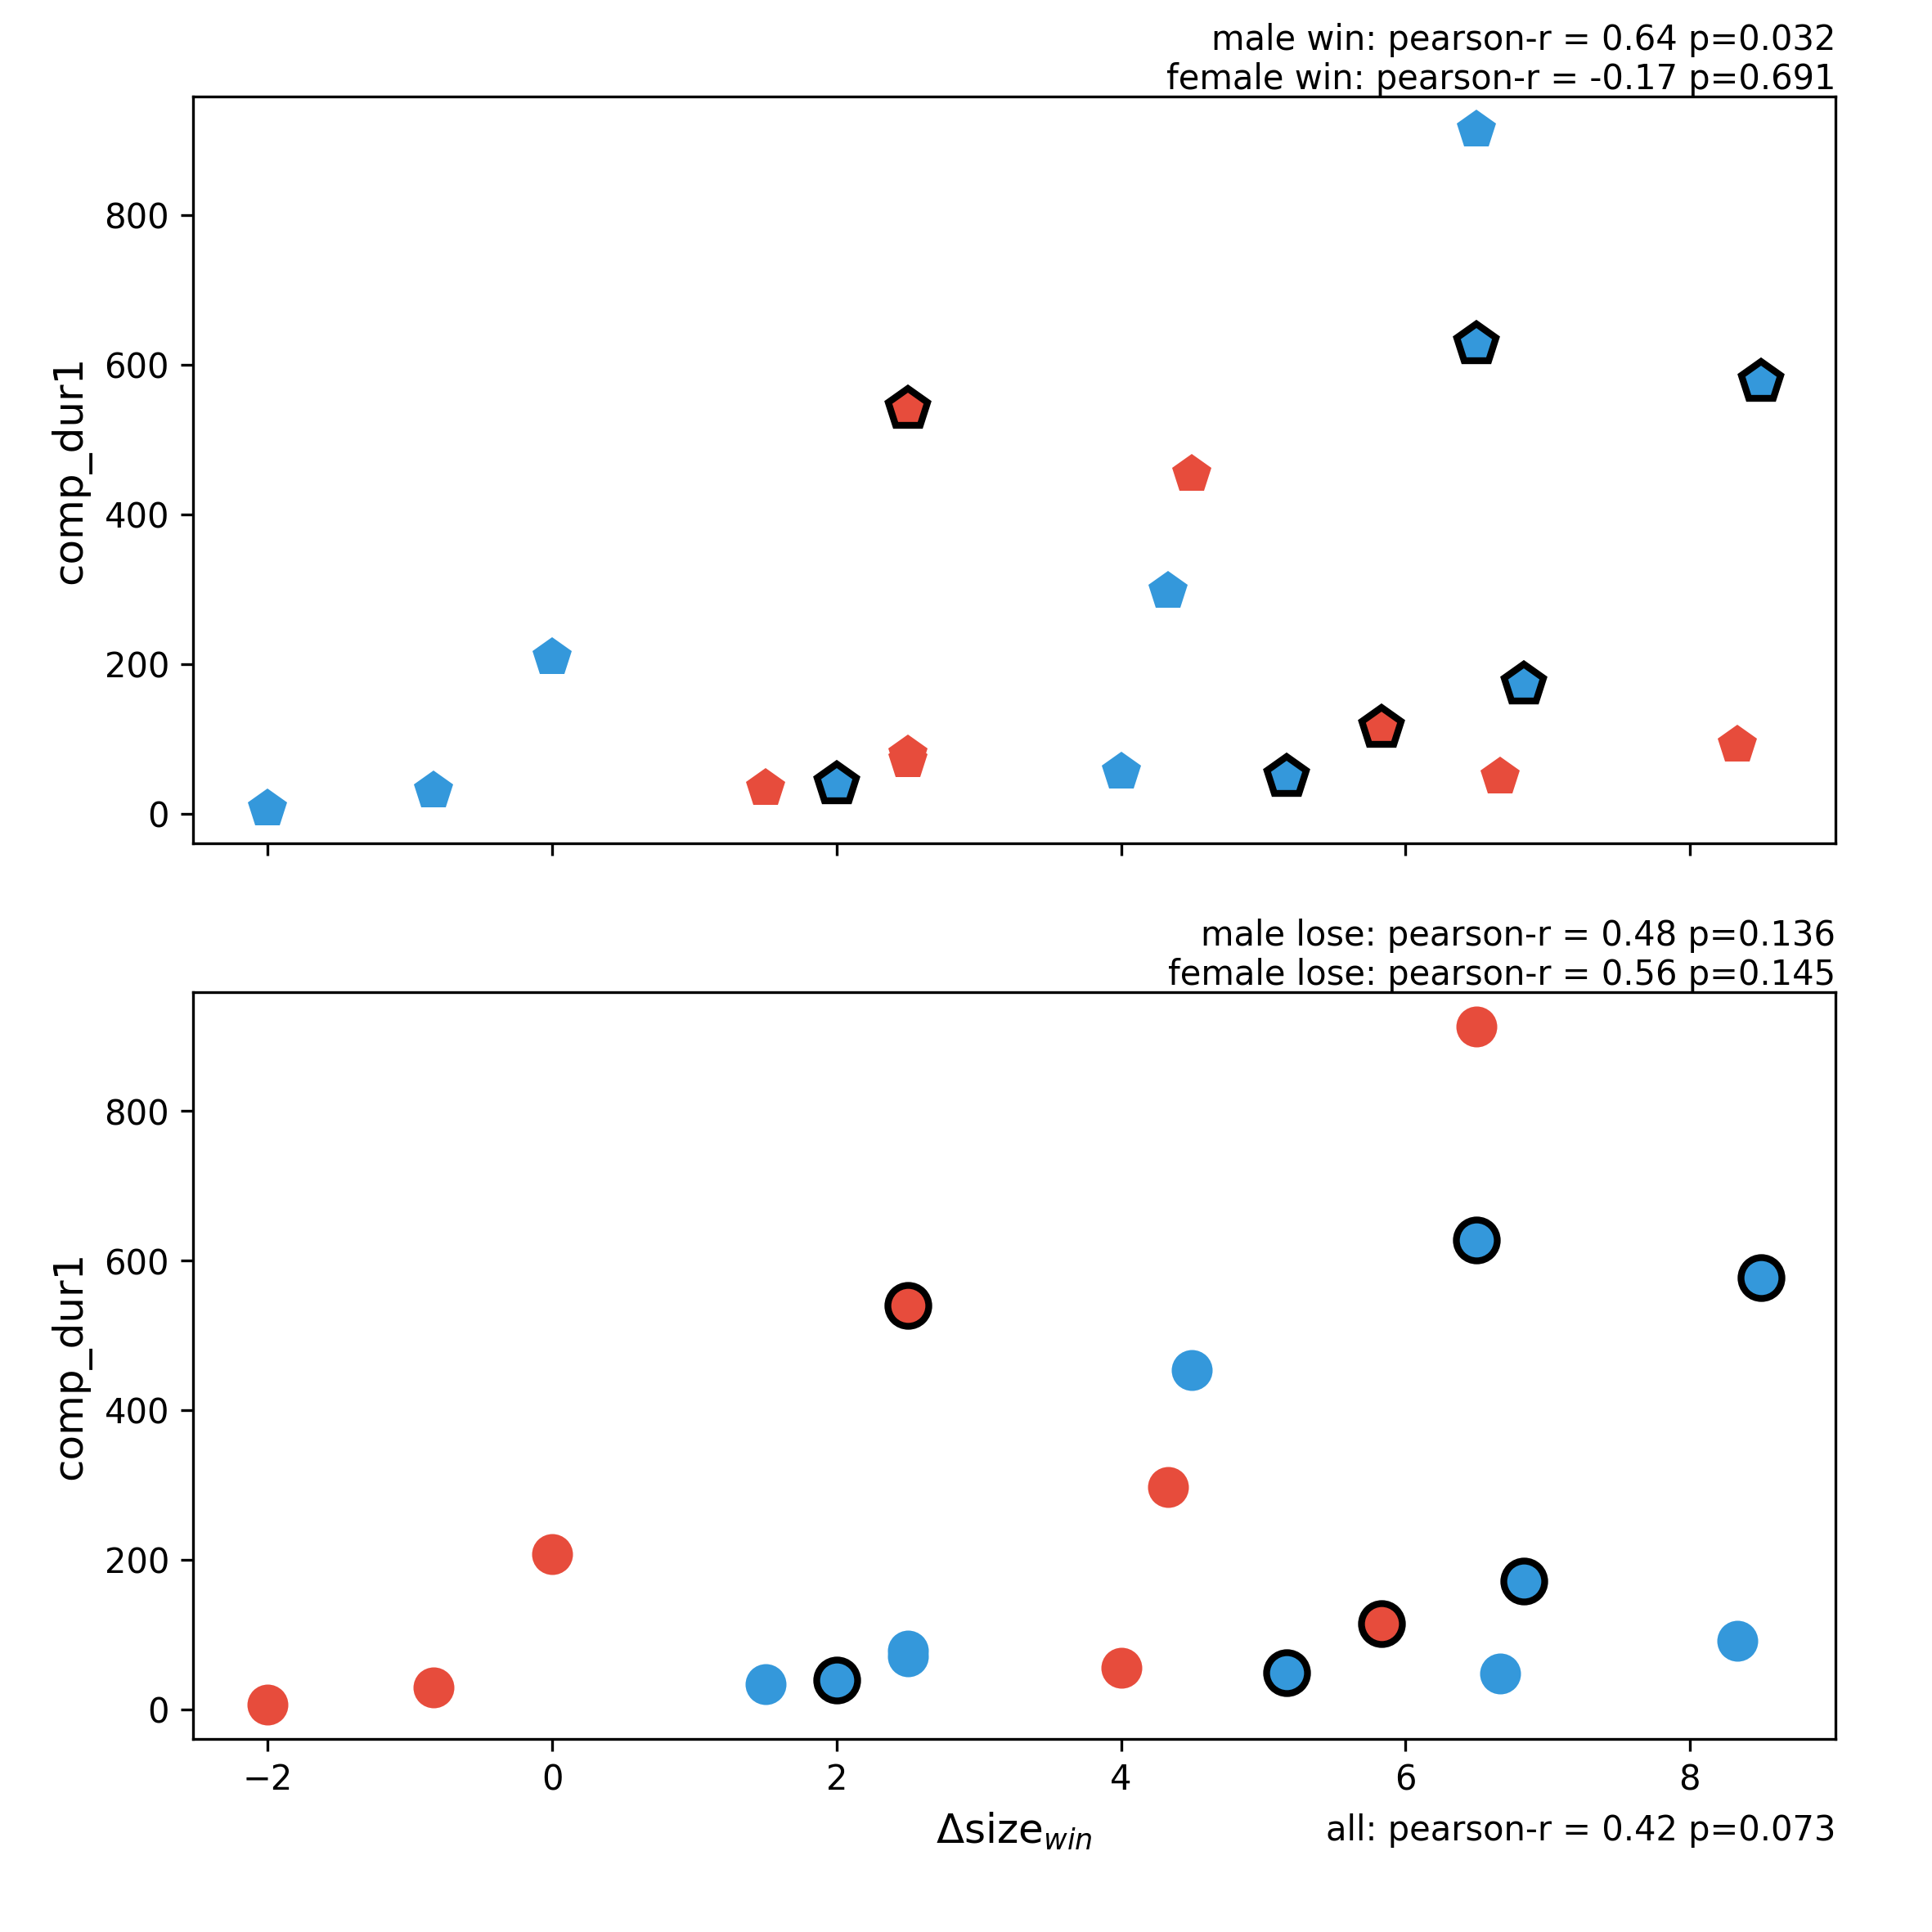 male win: pearson-r = 0.64 p=0.032
female win: pearson-r = -0.17 p=0.691
800
600
400
200
0
comp_dur1
male lose: pearson-r = 0.48 p=0.136
female lose: pearson-r = 0.56 p=0.145
800
600
400
200
0
comp_dur1
−2 0 2 4 6 8
Δsize_win
all: pearson-r = 0.42 p=0.073